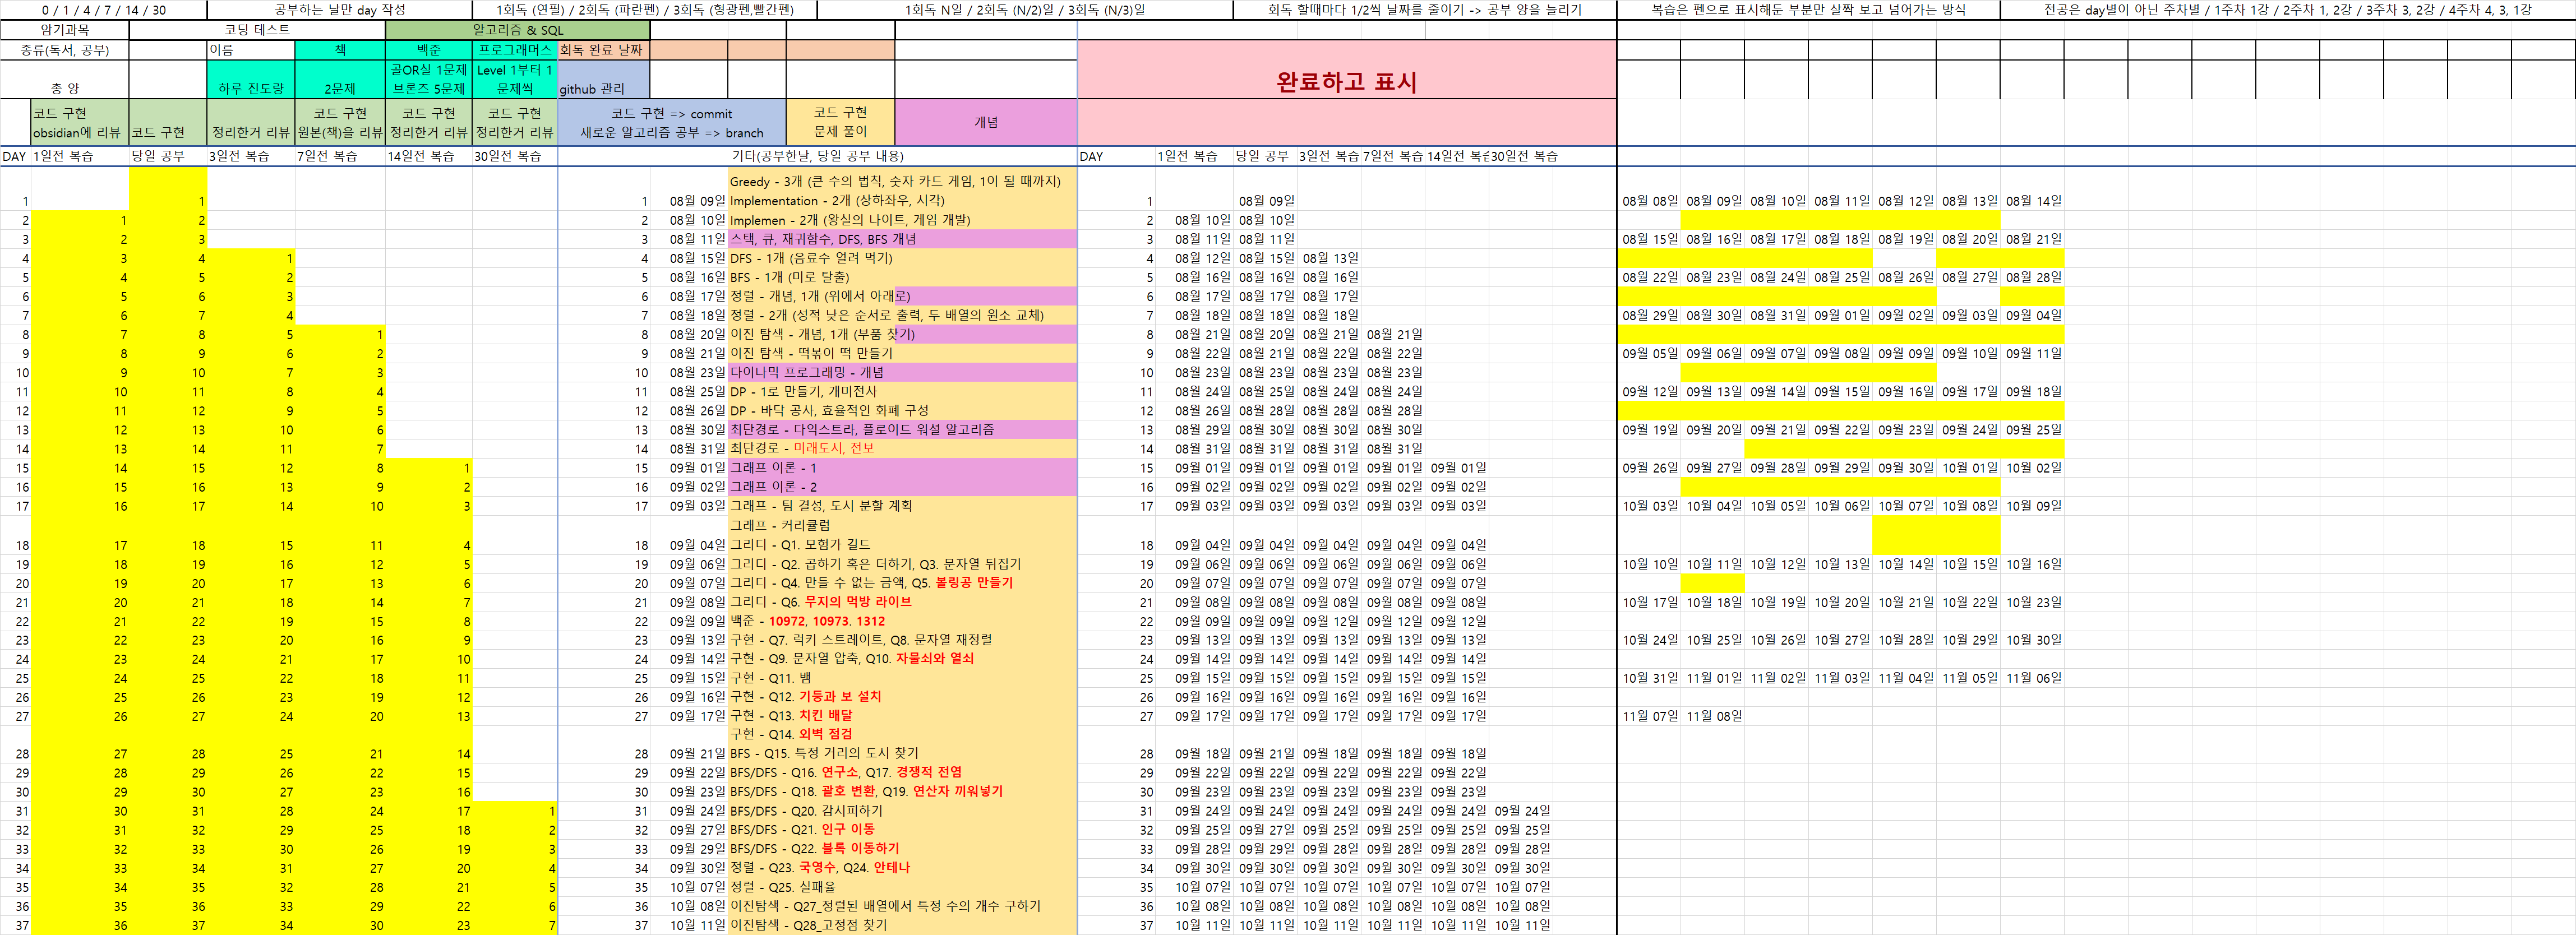 0 / 1 / 4 / 7 / 14 / 30 공부하는 날만 day 작성 1회독 (연필) / 2회독 (파란펜) / 3회독 (형광펜,빨간펜) 1회독 N일 / 2회독 (N/2)일 / 3회독 (N/3)일 회독 할때마다 1/2씩 날짜를 줄이기 -> 공부 양을 늘리기 복습은 펜으로 표시해둔 부분만 살짝 보고 넘어가는 방식 전공은 day별이 아닌 주차별 / 1주차 1강 / 2주차 1, 2강 / 3주차 3, 2강 / 4주차 4, 3, 1강
암기과목 코딩 테스트 알고리즘 & SQL
종류(독서, 공부) 이름 책 백준 프로그래머스 회독 완료 날짜
총 양 하루 진도량 2문제 골OR실 1문제 브론즈 5문제 Level 1부터 1문제씩 github 관리 완료하고 표시
코드 구현 obsidian에 리뷰 코드 구현 정리한거 리뷰 코드 구현 원본(책)을 리뷰 코드 구현 정리한거 리뷰 코드 구현 정리한거 리뷰 코드 구현 => commit 새로운 알고리즘 공부 => branch 코드 구현 문제 풀이 개념
DAY 1일전 복습 당일 공부 3일전 복습 7일전 복습 14일전 복습 30일전 복습 기타(공부한날, 당일 공부 내용) DAY 1일전 복습 당일 공부 3일전 복습 7일전 복습 14일전 복습 30일전 복습
Greedy - 3개 (큰 수의 법칙, 숫자 카드 게임, 1이 될 때까지)
1 1 1 08월 09일 Implementation - 2개 (상하좌우, 시각) 1 08월 09일 08월 08일 08월 09일 08월 10일 08월 11일 08월 12일 08월 13일 08월 14일
2 1 2 2 08월 10일 Implemen - 2개 (왕실의 나이트, 게임 개발) 2 08월 10일 08월 10일
3 2 3 3 08월 11일 스택, 큐, 재귀함수, DFS, BFS 개념 3 08월 11일 08월 11일 08월 15일 08월 16일 08월 17일 08월 18일 08월 19일 08월 20일 08월 21일
4 3 4 1 4 08월 15일 DFS - 1개 (음료수 얼려 먹기) 4 08월 12일 08월 15일 08월 13일
5 4 5 2 5 08월 16일 BFS - 1개 (미로 탈출) 5 08월 16일 08월 16일 08월 16일 08월 22일 08월 23일 08월 24일 08월 25일 08월 26일 08월 27일 08월 28일
6 5 6 3 6 08월 17일 정렬 - 개념, 1개 (위에서 아래로) 6 08월 17일 08월 17일 08월 17일
7 6 7 4 7 08월 18일 정렬 - 2개 (성적 낮은 순서로 출력, 두 배열의 원소 교체) 7 08월 18일 08월 18일 08월 18일 08월 29일 08월 30일 08월 31일 09월 01일 09월 02일 09월 03일 09월 04일
8 7 8 5 1 8 08월 20일 이진 탐색 - 개념, 1개 (부품 찾기) 8 08월 21일 08월 20일 08월 21일 08월 21일
9 8 9 6 2 9 08월 21일 이진 탐색 - 떡볶이 떡 만들기 9 08월 22일 08월 21일 08월 22일 08월 22일 09월 05일 09월 06일 09월 07일 09월 08일 09월 09일 09월 10일 09월 11일
10 9 10 7 3 10 08월 23일 다이나믹 프로그래밍 - 개념 10 08월 23일 08월 23일 08월 23일 08월 23일
11 10 11 8 4 11 08월 25일 DP - 1로 만들기, 개미전사 11 08월 24일 08월 25일 08월 24일 08월 24일 09월 12일 09월 13일 09월 14일 09월 15일 09월 16일 09월 17일 09월 18일
12 11 12 9 5 12 08월 26일 DP - 바닥 공사, 효율적인 화폐 구성 12 08월 26일 08월 28일 08월 28일 08월 28일
13 12 13 10 6 13 08월 30일 최단경로 - 다익스트라, 플로이드 워셜 알고리즘 13 08월 29일 08월 30일 08월 30일 08월 30일 09월 19일 09월 20일 09월 21일 09월 22일 09월 23일 09월 24일 09월 25일
14 13 14 11 7 14 08월 31일 최단경로 - 미래도시, 전보 14 08월 31일 08월 31일 08월 31일 08월 31일
15 14 15 12 8 1 15 09월 01일 그래프 이론 - 1 15 09월 01일 09월 01일 09월 01일 09월 01일 09월 01일 09월 26일 09월 27일 09월 28일 09월 29일 09월 30일 10월 01일 10월 02일
16 15 16 13 9 2 16 09월 02일 그래프 이론 - 2 16 09월 02일 09월 02일 09월 02일 09월 02일 09월 02일
17 16 17 14 10 3 17 09월 03일 그래프 - 팀 결성, 도시 분할 계획 17 09월 03일 09월 03일 09월 03일 09월 03일 09월 03일 10월 03일 10월 04일 10월 05일 10월 06일 10월 07일 10월 08일 10월 09일
그래프 - 커리큘럼
18 17 18 15 11 4 18 09월 04일 그리디 - Q1. 모험가 길드 18 09월 04일 09월 04일 09월 04일 09월 04일 09월 04일
19 18 19 16 12 5 19 09월 06일 그리디 - Q2. 곱하기 혹은 더하기, Q3. 문자열 뒤집기 19 09월 06일 09월 06일 09월 06일 09월 06일 09월 06일 10월 10일 10월 11일 10월 12일 10월 13일 10월 14일 10월 15일 10월 16일
20 19 20 17 13 6 20 09월 07일 그리디 - Q4. 만들 수 없는 금액, Q5. 볼링공 만들기 20 09월 07일 09월 07일 09월 07일 09월 07일 09월 07일
21 20 21 18 14 7 21 09월 08일 그리디 - Q6. 무지의 먹방 라이브 21 09월 08일 09월 08일 09월 08일 09월 08일 09월 08일 10월 17일 10월 18일 10월 19일 10월 20일 10월 21일 10월 22일 10월 23일
22 21 22 19 15 8 22 09월 09일 백준 - 10972, 10973. 1312 22 09월 09일 09월 09일 09월 12일 09월 12일 09월 12일
23 22 23 20 16 9 23 09월 13일 구현 - Q7. 럭키 스트레이트, Q8. 문자열 재정렬 23 09월 13일 09월 13일 09월 13일 09월 13일 09월 13일 10월 24일 10월 25일 10월 26일 10월 27일 10월 28일 10월 29일 10월 30일
24 23 24 21 17 10 24 09월 14일 구현 - Q9. 문자열 압축, Q10. 자물쇠와 열쇠 24 09월 14일 09월 14일 09월 14일 09월 14일 09월 14일
25 24 25 22 18 11 25 09월 15일 구현 - Q11. 뱀 25 09월 15일 09월 15일 09월 15일 09월 15일 09월 15일 10월 31일 11월 01일 11월 02일 11월 03일 11월 04일 11월 05일 11월 06일
26 25 26 23 19 12 26 09월 16일 구현 - Q12. 기둥과 보 설치 26 09월 16일 09월 16일 09월 16일 09월 16일 09월 16일
27 26 27 24 20 13 27 09월 17일 구현 - Q13. 치킨 배달 27 09월 17일 09월 17일 09월 17일 09월 17일 09월 17일 11월 07일 11월 08일
구현 - Q14. 외벽 점검
28 27 28 25 21 14 28 09월 21일 BFS - Q15. 특정 거리의 도시 찾기 28 09월 18일 09월 21일 09월 18일 09월 18일 09월 18일
29 28 29 26 22 15 29 09월 22일 BFS/DFS - Q16. 연구소, Q17. 경쟁적 전염 29 09월 22일 09월 22일 09월 22일 09월 22일 09월 22일
30 29 30 27 23 16 30 09월 23일 BFS/DFS - Q18. 괄호 변환, Q19. 연산자 끼워넣기 30 09월 23일 09월 23일 09월 23일 09월 23일 09월 23일
31 30 31 28 24 17 1 31 09월 24일 BFS/DFS - Q20. 감시피하기 31 09월 24일 09월 24일 09월 24일 09월 24일 09월 24일 09월 24일
32 31 32 29 25 18 2 32 09월 27일 BFS/DFS - Q21. 인구 이동 32 09월 25일 09월 27일 09월 25일 09월 25일 09월 25일 09월 25일
33 32 33 30 26 19 3 33 09월 29일 BFS/DFS - Q22. 블록 이동하기 33 09월 28일 09월 29일 09월 28일 09월 28일 09월 28일 09월 28일
34 33 34 31 27 20 4 34 09월 30일 정렬 - Q23. 국영수, Q24. 안테나 34 09월 30일 09월 30일 09월 30일 09월 30일 09월 30일 09월 30일
35 34 35 32 28 21 5 35 10월 07일 정렬 - Q25. 실패율 35 10월 07일 10월 07일 10월 07일 10월 07일 10월 07일 10월 07일
36 35 36 33 29 22 6 36 10월 08일 이진탐색 - Q27_정렬된 배열에서 특정 수의 개수 구하기 36 10월 08일 10월 08일 10월 08일 10월 08일 10월 08일 10월 08일
37 36 37 34 30 23 7 37 10월 11일 이진탐색 - Q28_고정점 찾기 37 10월 11일 10월 11일 10월 11일 10월 11일 10월 11일 10월 11일